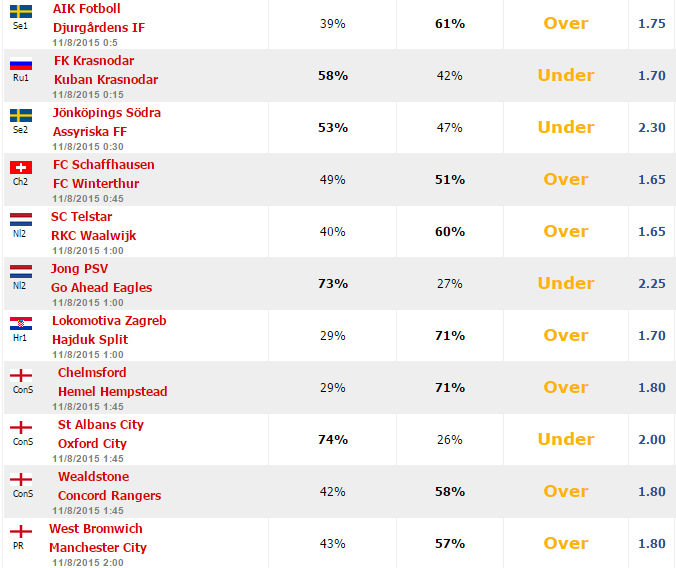 AIK Fotboll
Djurgårdens IF
11/8/2015 0:5
Se1
39%
61%
Over
1.75
FK Krasnodar
Kuban Krasnodar
11/8/2015 0:15
Ru1
58%
42%
Under
1.70
Jönköpings Södra
Assyriska FF
11/8/2015 0:30
Se2
53%
47%
Under
2.30
FC Schaffhausen
FC Winterthur
11/8/2015 0:45
Ch2
49%
51%
Over
1.65
SC Telstar
RKC Waalwijk
11/8/2015 1:00
Nl2
40%
60%
Over
1.65
Jong PSV
Go Ahead Eagles
11/8/2015 1:00
Nl2
73%
27%
Under
2.25
Lokomotiva Zagreb
Hajduk Split
11/8/2015 1:00
Hr1
29%
71%
Over
1.70
Chelmsford
Hemel Hempstead
11/8/2015 1:45
ConS
29%
71%
Over
1.80
St Albans City
Oxford City
11/8/2015 1:45
ConS
74%
26%
Under
2.00
Wealdstone
Concord Rangers
11/8/2015 1:45
ConS
42%
58%
Over
1.80
West Bromwich
Manchester City
11/8/2015 2:00
PR
43%
57%
Over
1.80